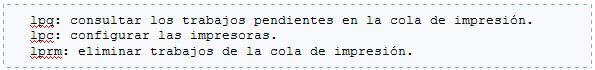 lpq: consultar los trabajos pendientes en la cola de impresión.
lpc: configurar las impresoras.
lprm: eliminar trabajos de la cola de impresión.